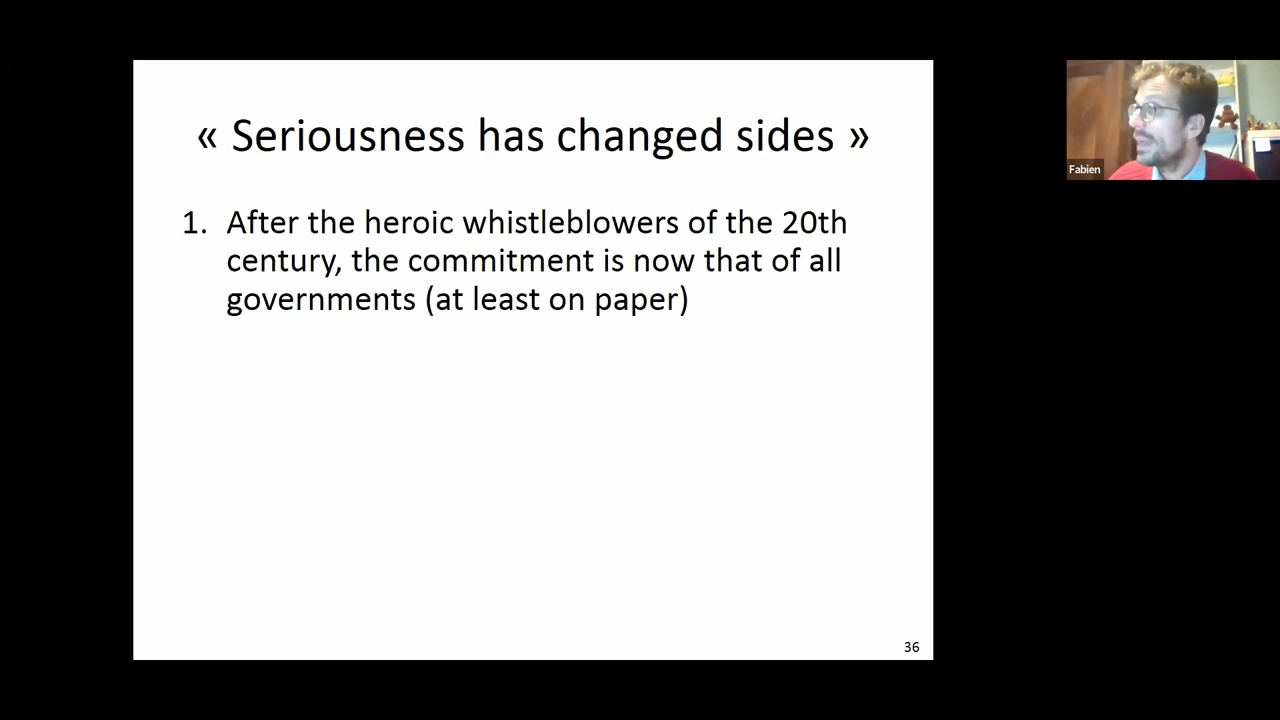 « Seriousness has changed sides »
1. After the heroic whistleblowers of the 20th
century, the commitment is now that of all
governments (at least on paper)
36
Fabien